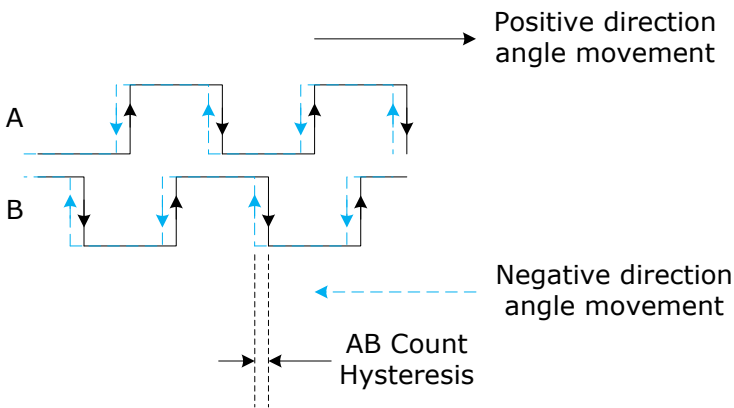 Positive direction
angle movement
A
B
Negative direction
angle movement
AB Count
Hysteresis